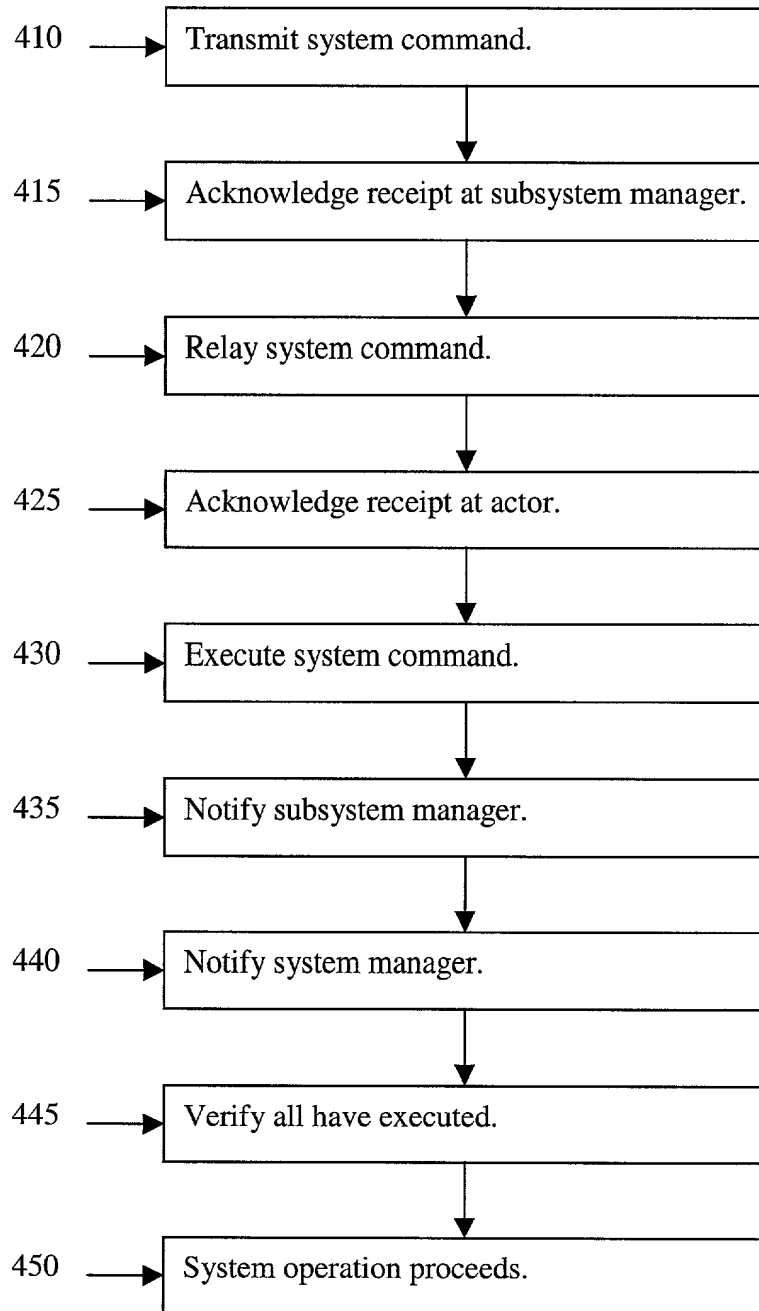 410 Transmit system command.
415 Acknowledge receipt at subsystem manager.
420 Relay system command.
425 Acknowledge receipt at actor.
430 Execute system command.
435 Notify subsystem manager.
440 Notify system manager.
445 Verify all have executed.
450 System operation proceeds.